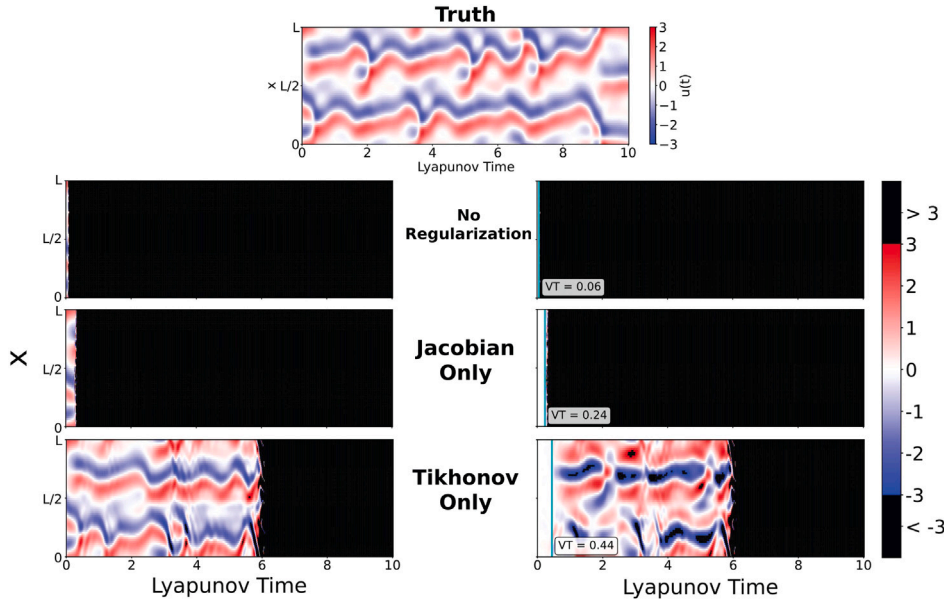 Truth
L
x L/2
0
0 2 4 6 8 10
Lyapunov Time
3
2
1
0
−1
−2
−3
u(t)
L
L/2
0
No
Regularization
VT = 0.06
L
L/2
0
X
Jacobian
Only
VT = 0.24
L
L/2
0
0 2 4 6 8 10
Lyapunov Time
Tikhonov
Only
VT = 0.44
0 2 4 6 8 10
Lyapunov Time
> 3
3
2
1
0
-1
-2
-3
< -3